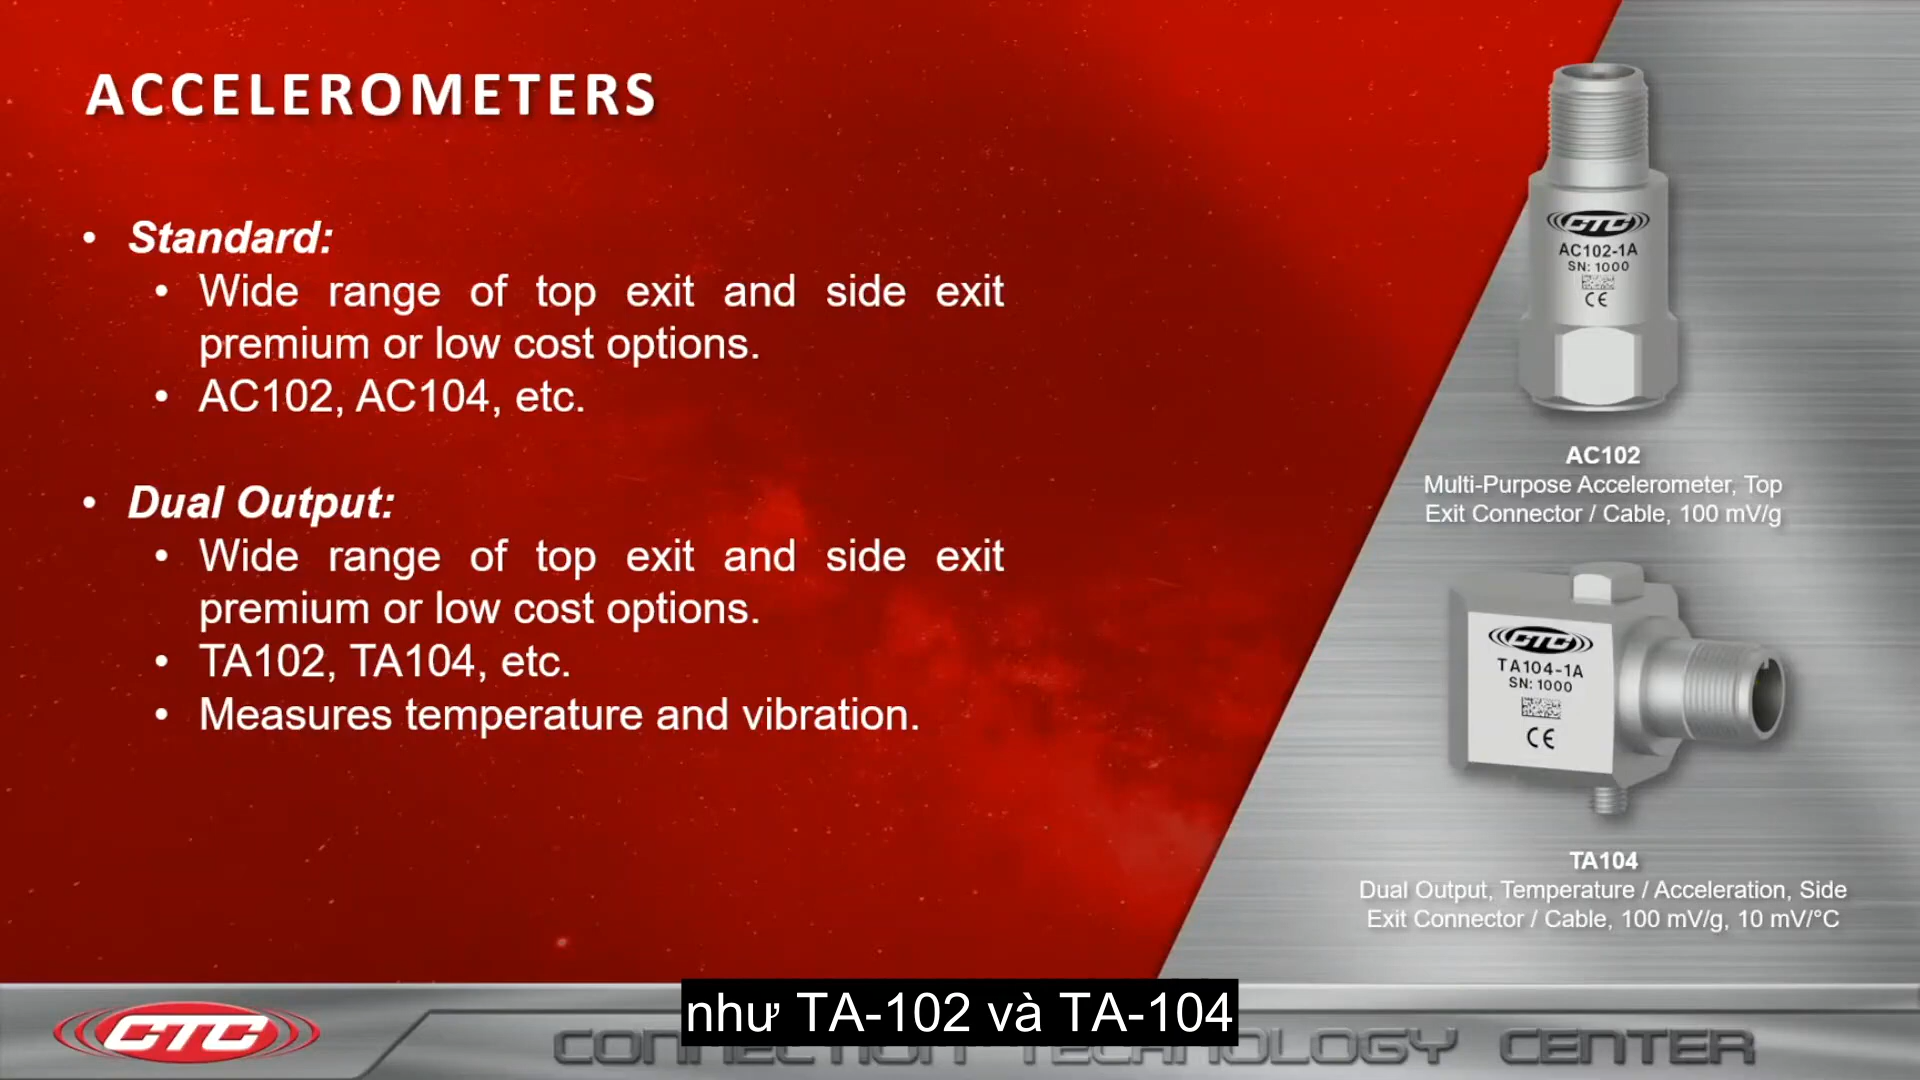 ACCELEROMETERS
• Standard:
• Wide range of top exit and side exit
premium or low cost options.
• AC102, AC104, etc.
• Dual Output:
• Wide range of top exit and side exit
premium or low cost options.
• TA102, TA104, etc.
• Measures temperature and vibration.
CTC
AC102-1A
SN: 1000
CE
AC102
Multi-Purpose Accelerometer, Top
Exit Connector / Cable, 100 mV/g
CTC
TA104-1A
SN: 1000
CE
TA104
Dual Output, Temperature / Acceleration, Side
Exit Connector / Cable, 100 mV/g, 10 mV/°C
như TA-102 và TA-104
CTC
CONNECTION TECHNOLOGY CENTER